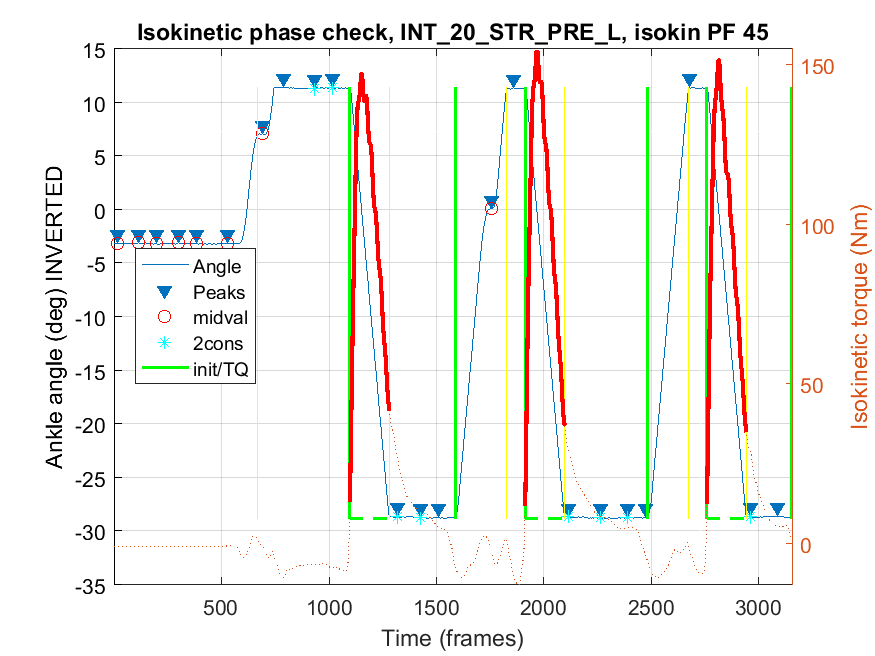 Isokinetic phase check, INT_20_STR_PRE_L, isokin PF 45
15
10
5
0
-5
-10
-15
-20
-25
-30
-35
Ankle angle (deg) INVERTED
Angle
Peaks
midval
2cons
init/TQ
150
100
50
0
Isokinetic torque (Nm)
500
1000
1500
2000
2500
3000
Time (frames)